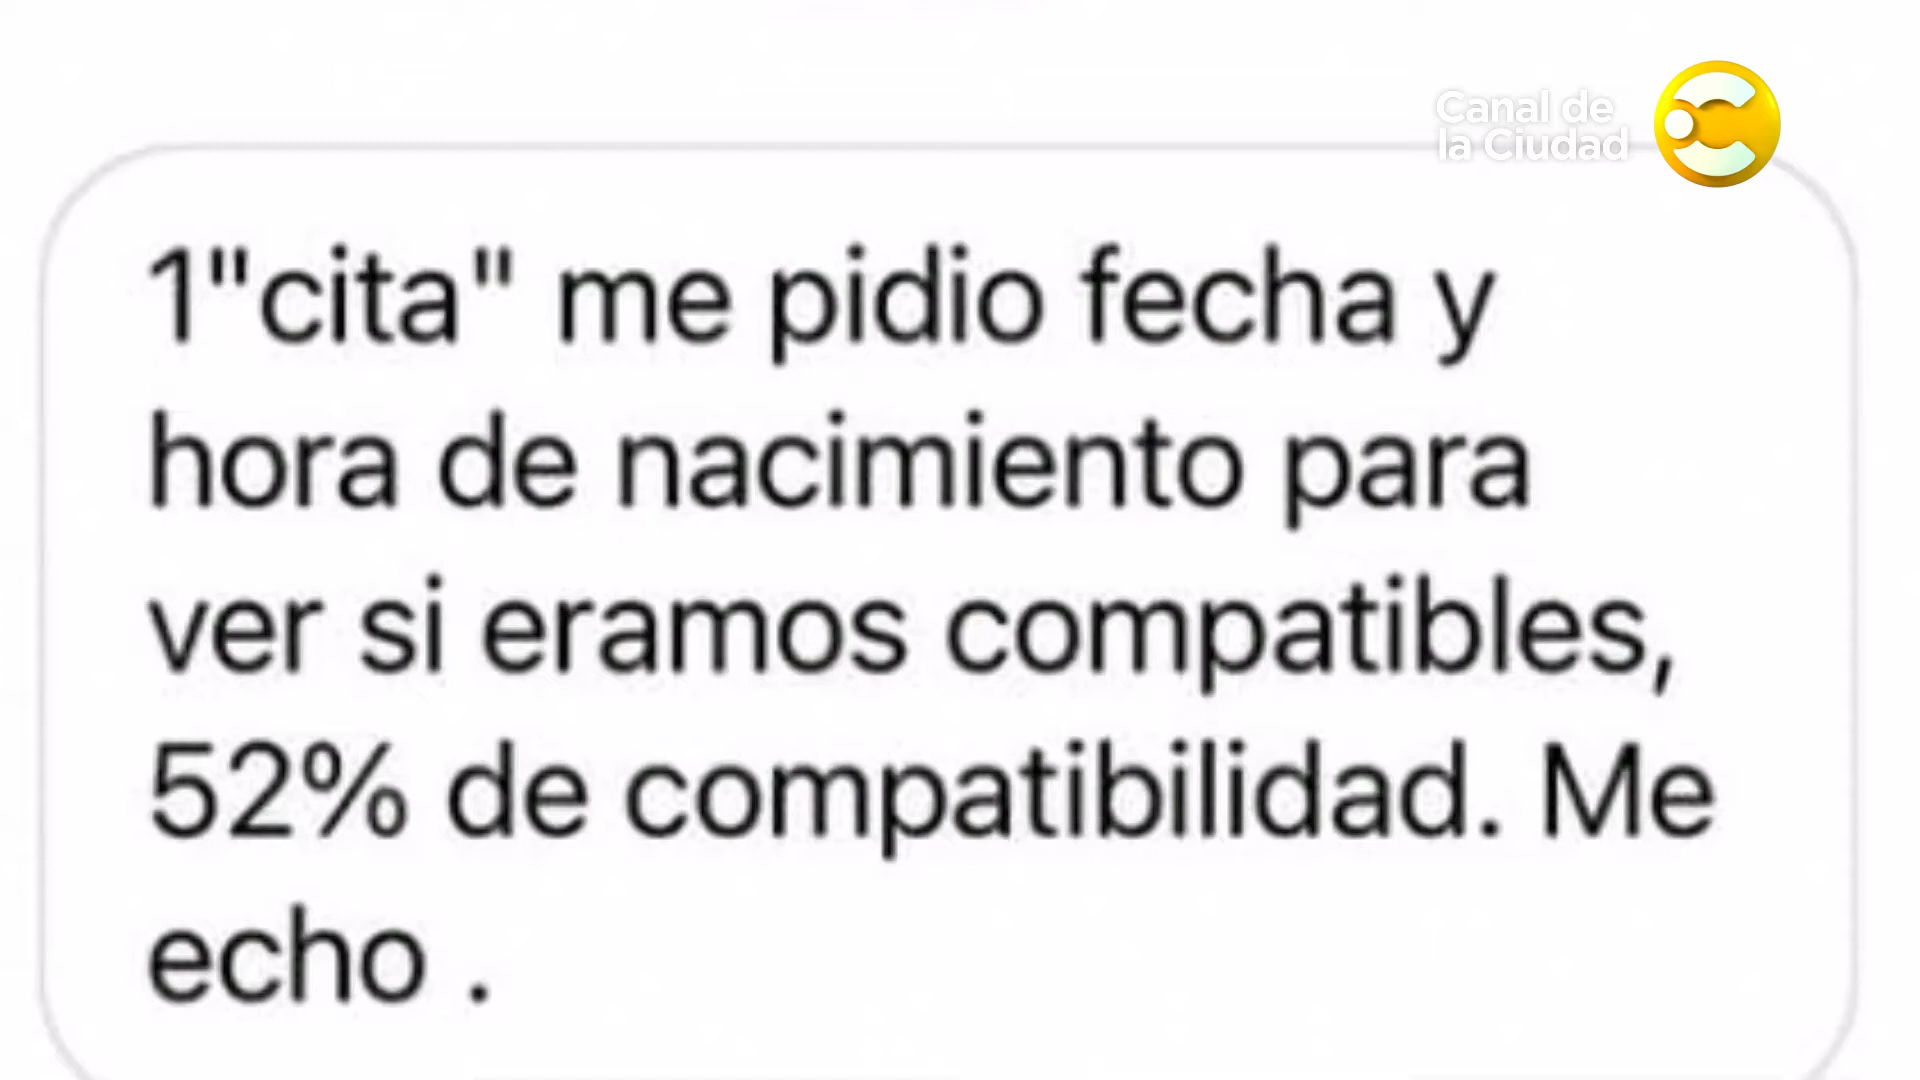 Canal de
la Ciudad
1"cita" me pidio fecha y
hora de nacimiento para
ver si eramos compatibles,
52% de compatibilidad. Me
echo .